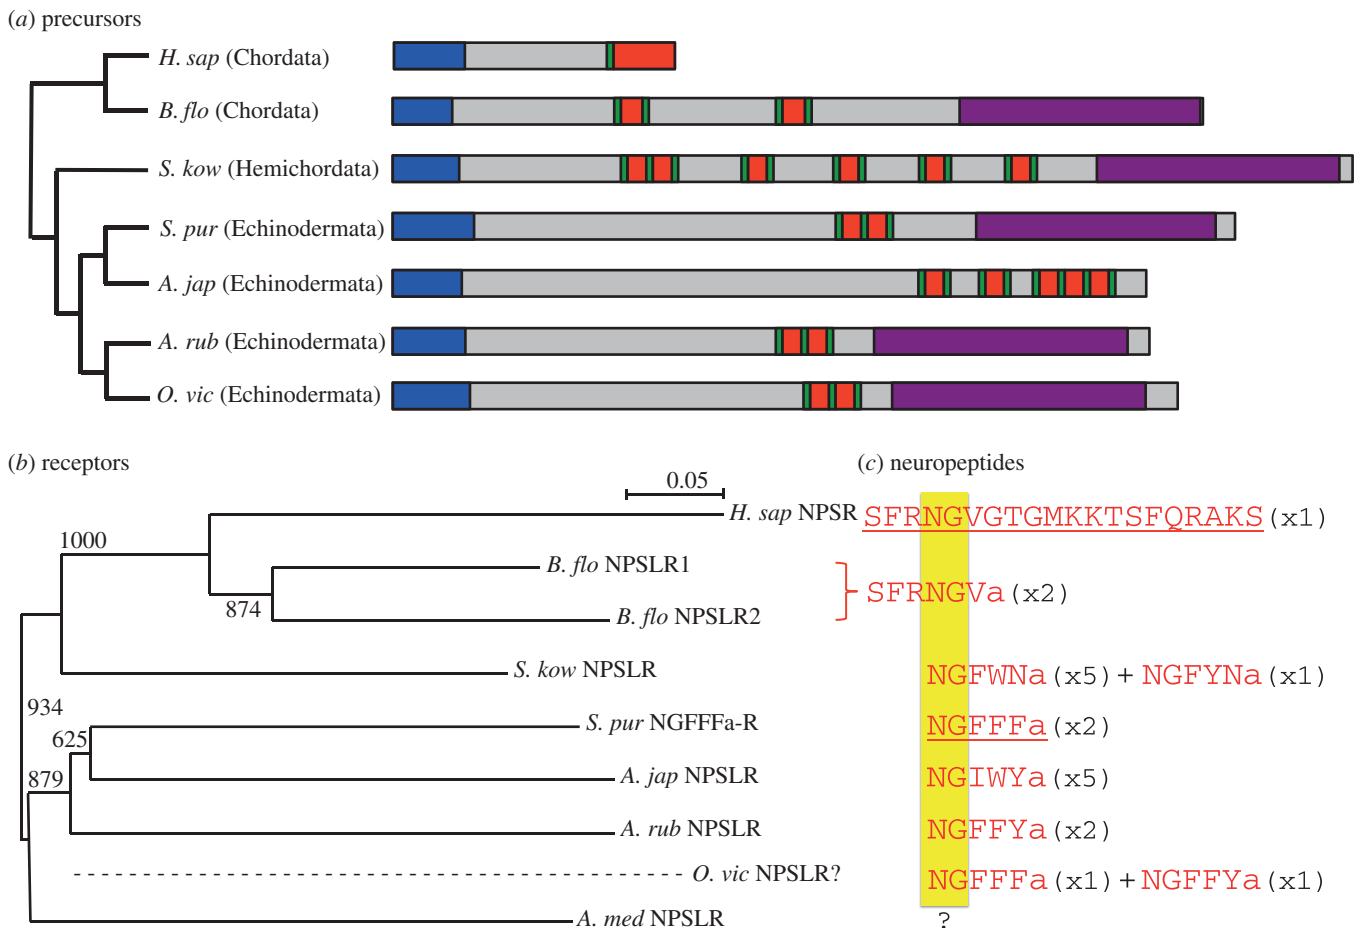 (a) precursors
H. sap (Chordata)
B. flo (Chordata)
S. kow (Hemichordata)
S. pur (Echinodermata)
A. jap (Echinodermata)
A. rub (Echinodermata)
O. vic (Echinodermata)
(b) receptors
0.05
H. sap NPSR
1000
B. flo NPSLR1
874
B. flo NPSLR2
S. kow NPSLR
934
S. pur NGFFFa-R
625
879
A. jap NPSLR
A. rub NPSLR
O. vic NPSLR?
A. med NPSLR
(c) neuropeptides
SFRNGVGTGMKKTSFQRAKS (x1)
SFRNGVa (x2)
NGFWNa (x5) + NGFYNa (x1)
NGFFFa (x2)
NGIWYa (x5)
NGFFYa (x2)
NGFFFa (x1) + NGFFYa (x1)
?